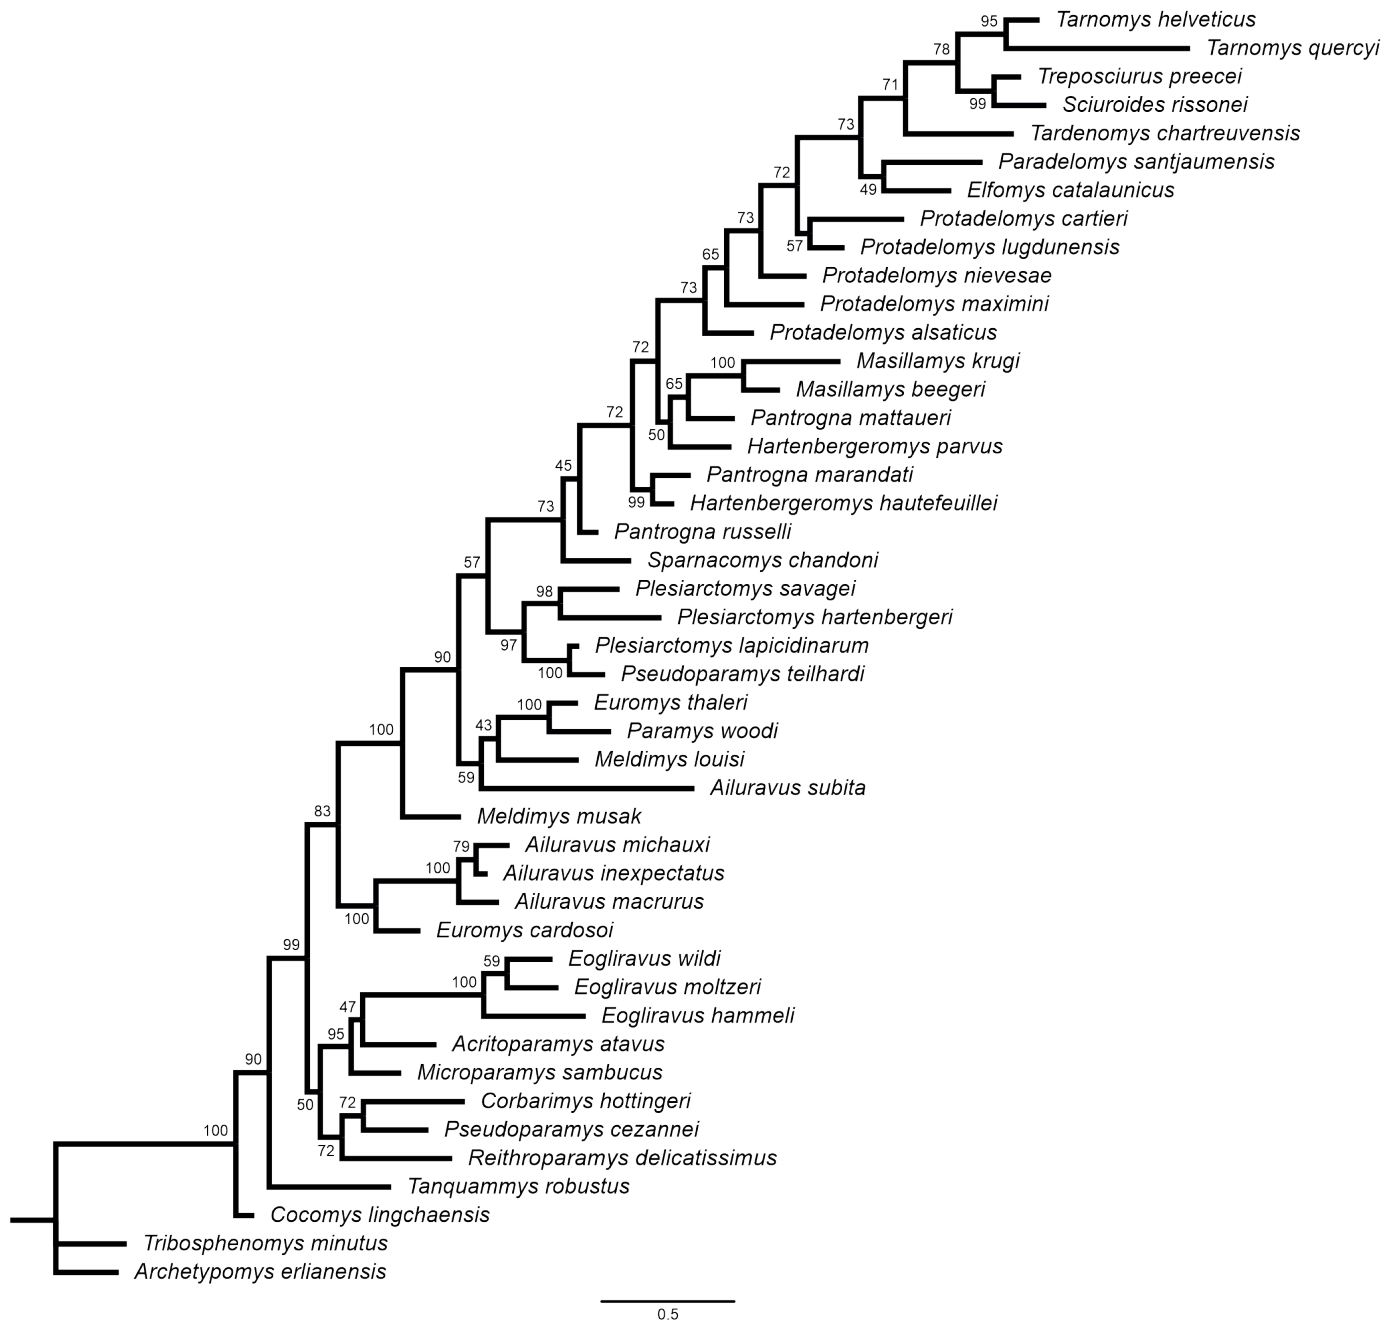 95 Tarnomys helveticus
78 Tarnomys quercyi
Treposciurus preecei
71 99 Sciuroides rissonei
73 Tardenomys chartreuvensis
Paradelomys santjaumensis
72 49 Elfomys catalaunicus
73 Protadelomys cartieri
57 Protadelomys lugdunensis
65 Protadelomys nievesae
73 Protadelomys maximini
Protadelomys alsaticus
72 100 Masillamys krugi
65 Masillamys beegeri
72 Pantrogna mattaueri
50 Hartenbergeromys parvus
45 Pantrogna marandati
73 99 Hartenbergeromys hautefeuillei
Pantrogna russelli
57 Sparnacomys chandoni
98 Plesiarctomys savagei
Plesiarctomys hartenbergeri
90 97 Plesiarctomys lapicidinarum
100 Pseudoparamys teilhardi
100 Euromys thaleri
100 43 Paramys woodi
Meldimys louisi
59 Ailuravus subita
83 Meldimys musak
79 Ailuravus michauxi
100 Ailuravus inexpectatus
Ailuravus macrurus
100 Euromys cardosoi
99 59 Eogliravus wildi
100 Eogliravus moltzeri
47 Eogliravus hammeli
95 Acritoparamys atavus
90 Microparamys sambucus
50 72 Corbarimys hottingeri
100 Pseudoparamys cezannei
72 Reithroparamys delicatissimus
Tanquammys robustus
Cocomys lingchaensis
Tribosphenomys minutus
Archetypomys erlianensis
0.5